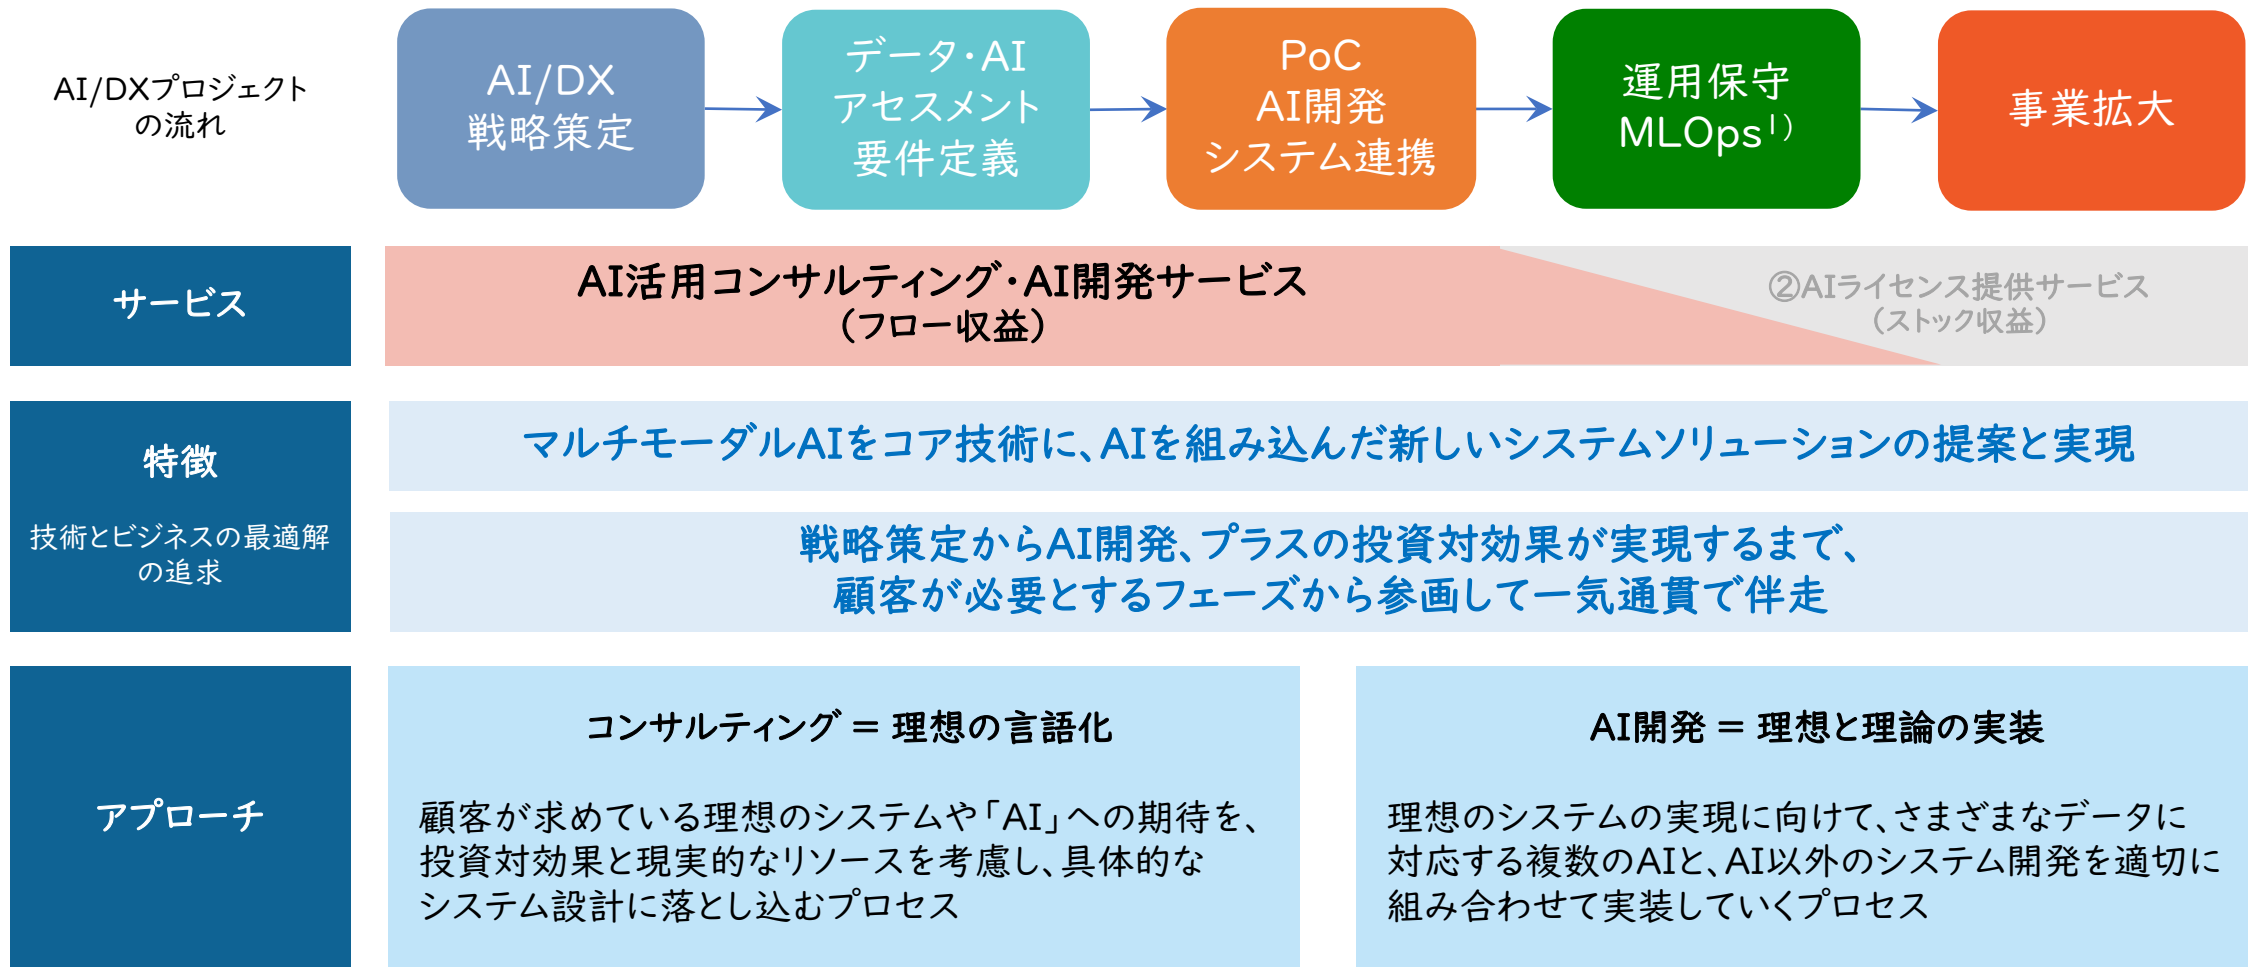 AI/DXプロジェクト
の流れ
AI/DX
戦略策定
データ・AI
アセスメント
要件定義
PoC
AI開発
システム連携
運用保守
MLOps1)
事業拡大
サービス
AI活用コンサルティング・AI開発サービス
(フロー収益)
②AIライセンス提供サービス
(ストック収益)
特徴
技術とビジネスの最適解
の追求
マルチモーダルAIをコア技術に、AIを組み込んだ新しいシステムソリューションの提案と実現
戦略策定からAI開発、プラスの投資対効果が実現するまで、
顧客が必要とするフェーズから参画して一気通貫で伴走
アプローチ
コンサルティング = 理想の言語化
顧客が求めている理想のシステムや「AI」への期待を、
投資対効果と現実的なリソースを考慮し、具体的な
システム設計に落とし込むプロセス
AI開発 = 理想と理論の実装
理想のシステムの実現に向けて、さまざまなデータに
対応する複数のAIと、AI以外のシステム開発を適切に
組み合わせて実装していくプロセス